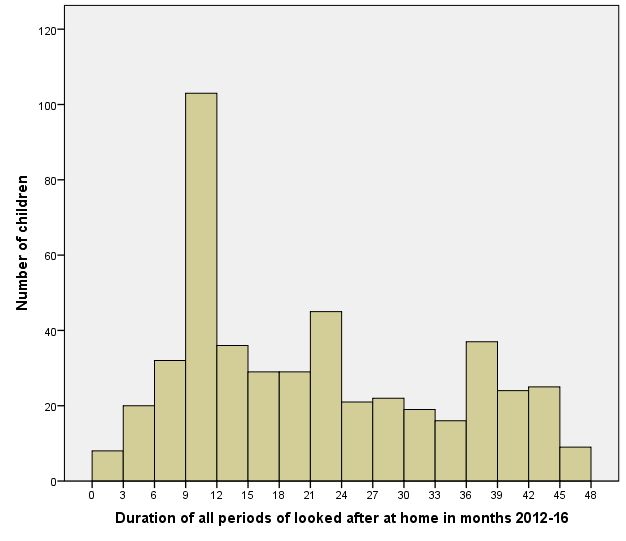 120
100
80
60
40
20
0
Number of children
0 3 6 9 12 15 18 21 24 27 30 33 36 39 42 45 48
Duration of all periods of looked after at home in months 2012-16